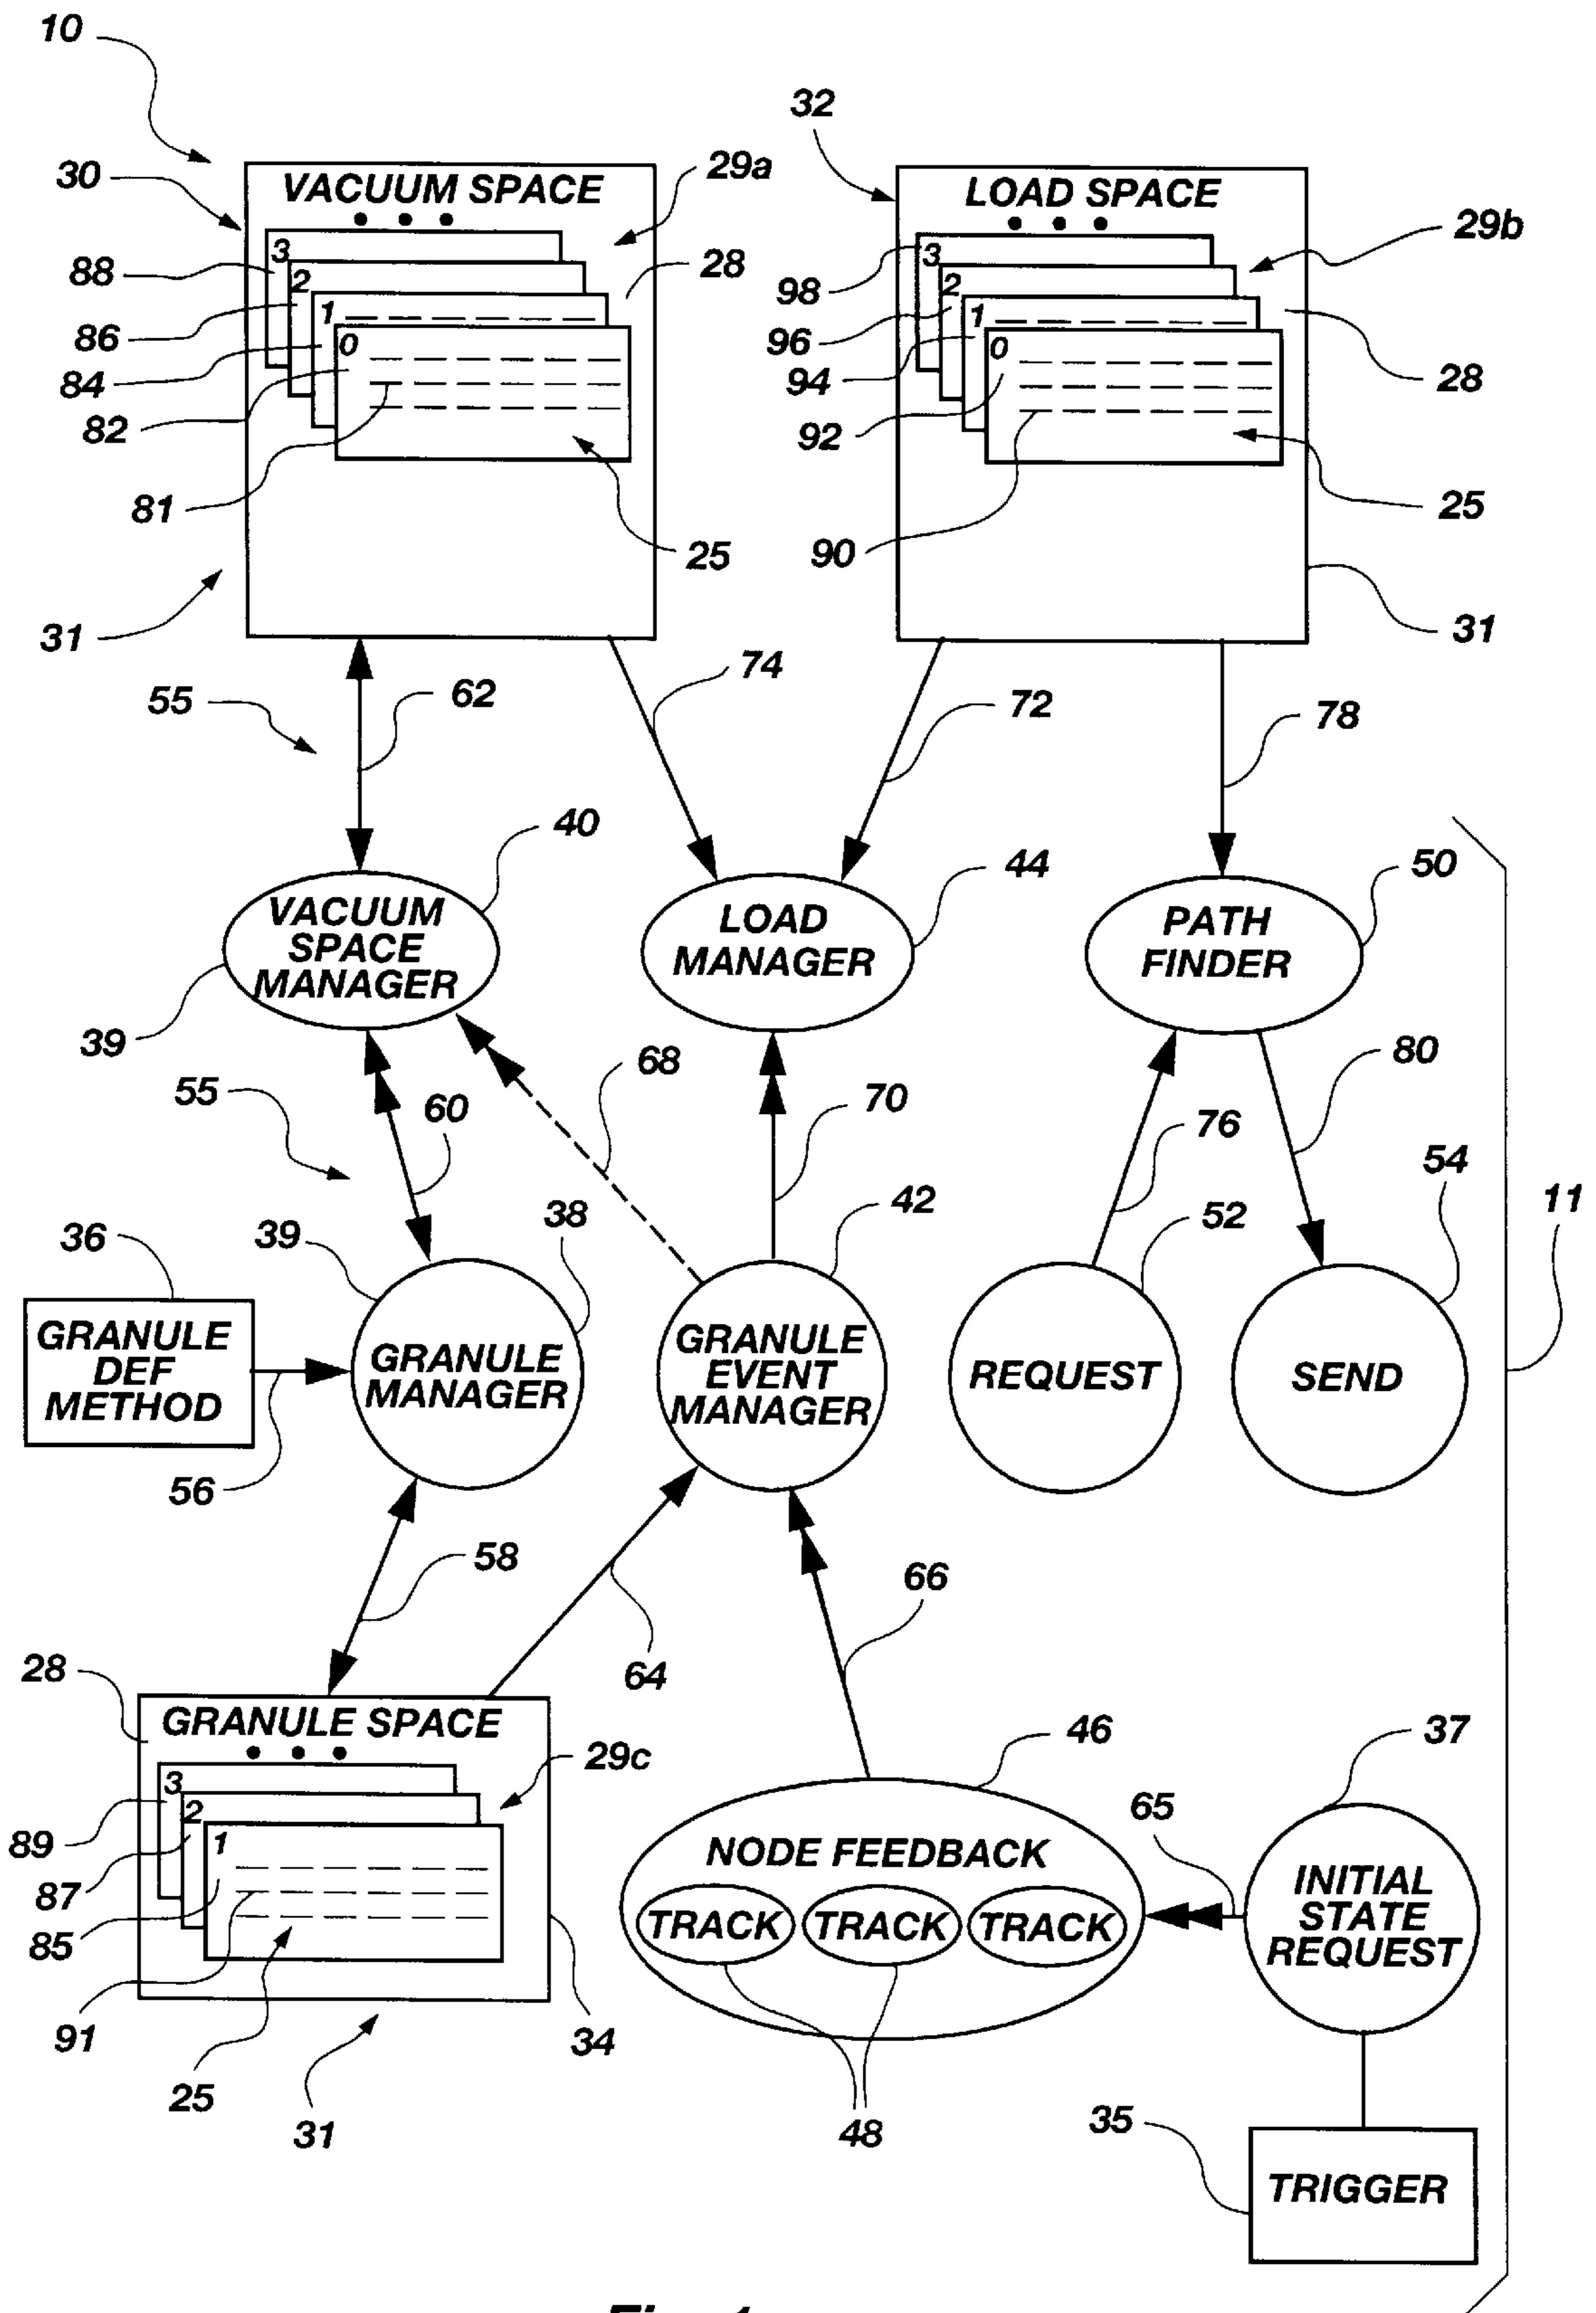 10
32
30
VACUUM SPACE
29a
LOAD SPACE
29b
3
88
2
28
3
98
2
86
1
96
1
28
84
0
94
0
82
92
81
25
90
25
31
31
74
55
62
72
78
40
44
50
VACUUM
SPACE
MANAGER
LOAD
MANAGER
PATH
FINDER
39
68
80
55
60
70
76
54
36
39
38
42
52
11
GRANULE
DEF
METHOD
GRANULE
MANAGER
GRANULE
EVENT
MANAGER
REQUEST
SEND
56
58
66
64
28
GRANULE SPACE
29c
46
37
3
65
2
89
1
87
85
NODE FEEDBACK
TRACK
TRACK
TRACK
INITIAL
STATE
REQUEST
91
25
34
31
48
35
TRIGGER